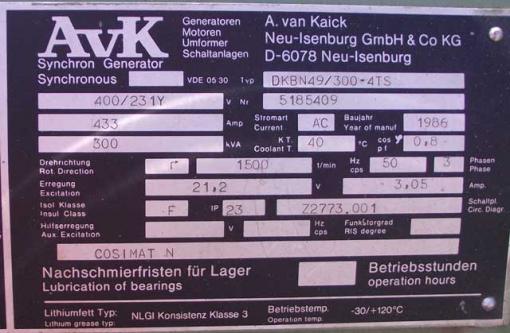 AvK Generatoren Motoren Umformer Schaltanlagen
A. van Kaick
Neu-Isenburg GmbH & Co KG
D-6078 Neu-Isenburg
Synchron Generator
Synchronous VDE 0530 Typ DKBN49/300-4TS
400/231Y V Nr 5185409
433 Amp Stromart Current AC Baujahr Year of manuf 1986
300 kVA K.T. Coolant T. 40 °C cos φ p f 0,8
Drehrichtung Rot. Direction r 1500 1/min Hz cps 50 3 Phasen Phase
Erregung Excitation 21,2 V 3,05 Amp.
Isol Klasse Insul Class F IP 23 Z2773.001 Schaltpl. Circ. Diagr
Hilfserregung Aux. Excitation V Hz cps Funkstörgrad RIS degree
COSIMAT N
Nachschmierfristen für Lager Betriebsstunden
Lubrication of bearings operation hours
Lithiumfett Typ: NLGI Konsistenz Klasse 3 Betriebstemp. -30/+120°C
Lithium grease typ: Operation temp.